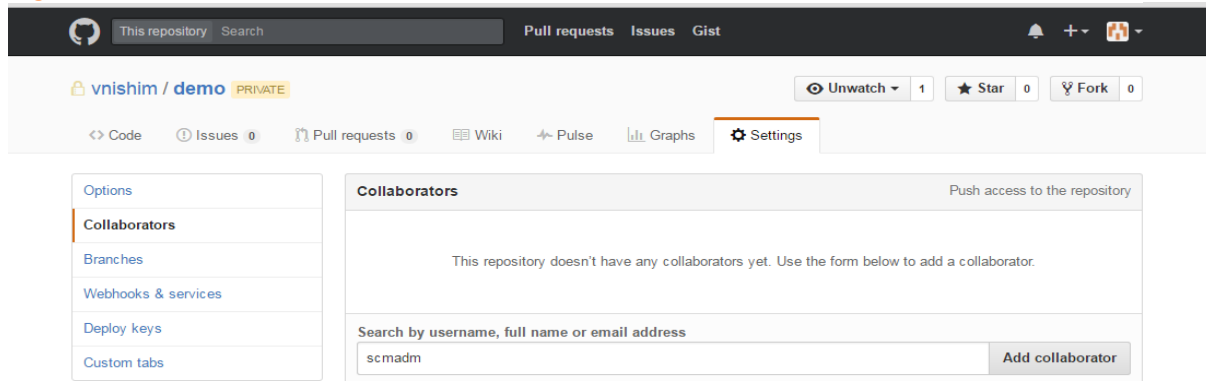 This repository Search Pull requests Issues Gist
vnishim / demo PRIVATE Unwatch 1 Star 0 Fork 0
Code Issues 0 Pull requests 0 Wiki Pulse Graphs Settings
Options
Collaborators
Branches
Webhooks & services
Deploy keys
Custom tabs
Collaborators Push access to the repository
This repository doesn't have any collaborators yet. Use the form below to add a collaborator.
Search by username, full name or email address
scmadm Add collaborator